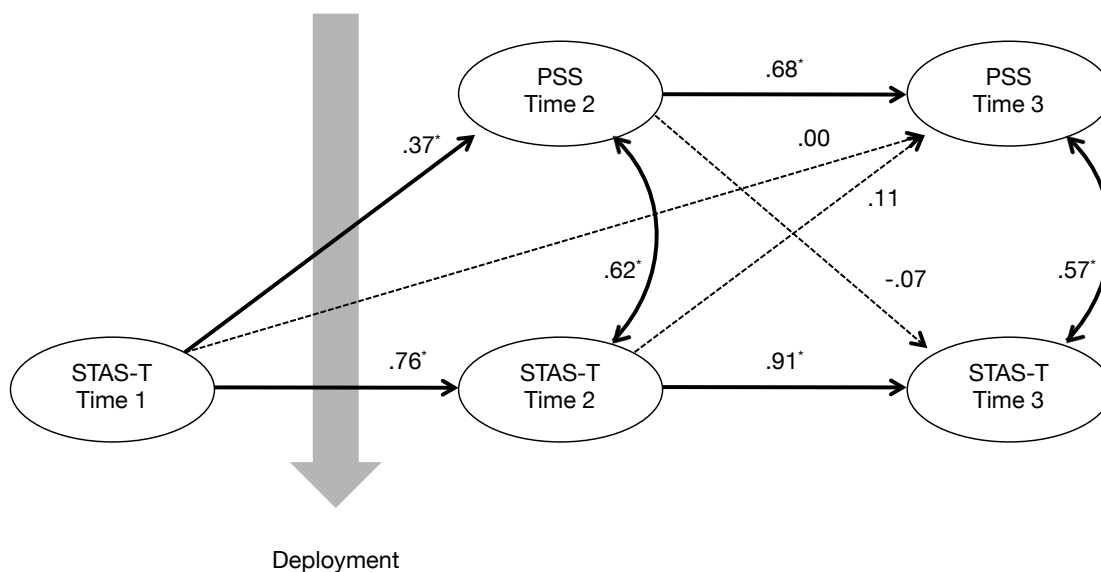 PSS
Time 2
.68*
PSS
Time 3
.37*
.00
.11
.62*
-.07
.57*
STAS-T
Time 1
.76*
STAS-T
Time 2
.91*
STAS-T
Time 3
Deployment